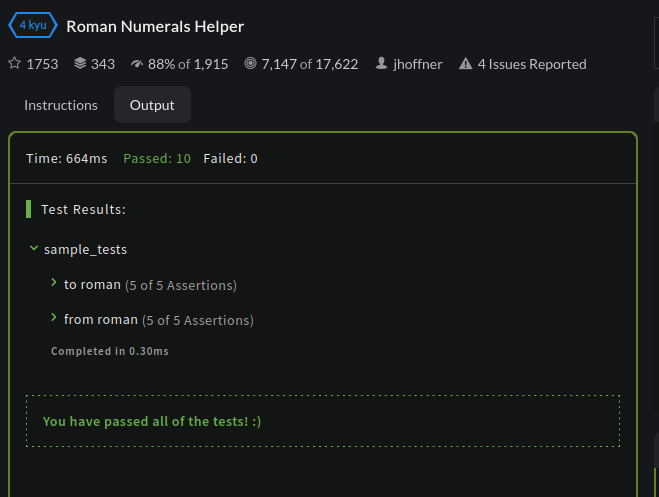 4 kyu Roman Numerals Helper
1753 343 88% of 1,915 7,147 of 17,622 jhoffner 4 Issues Reported
Instructions Output
Time: 664ms Passed: 10 Failed: 0
Test Results:
sample_tests
to roman (5 of 5 Assertions)
from roman (5 of 5 Assertions)
Completed in 0.30ms
You have passed all of the tests! :)